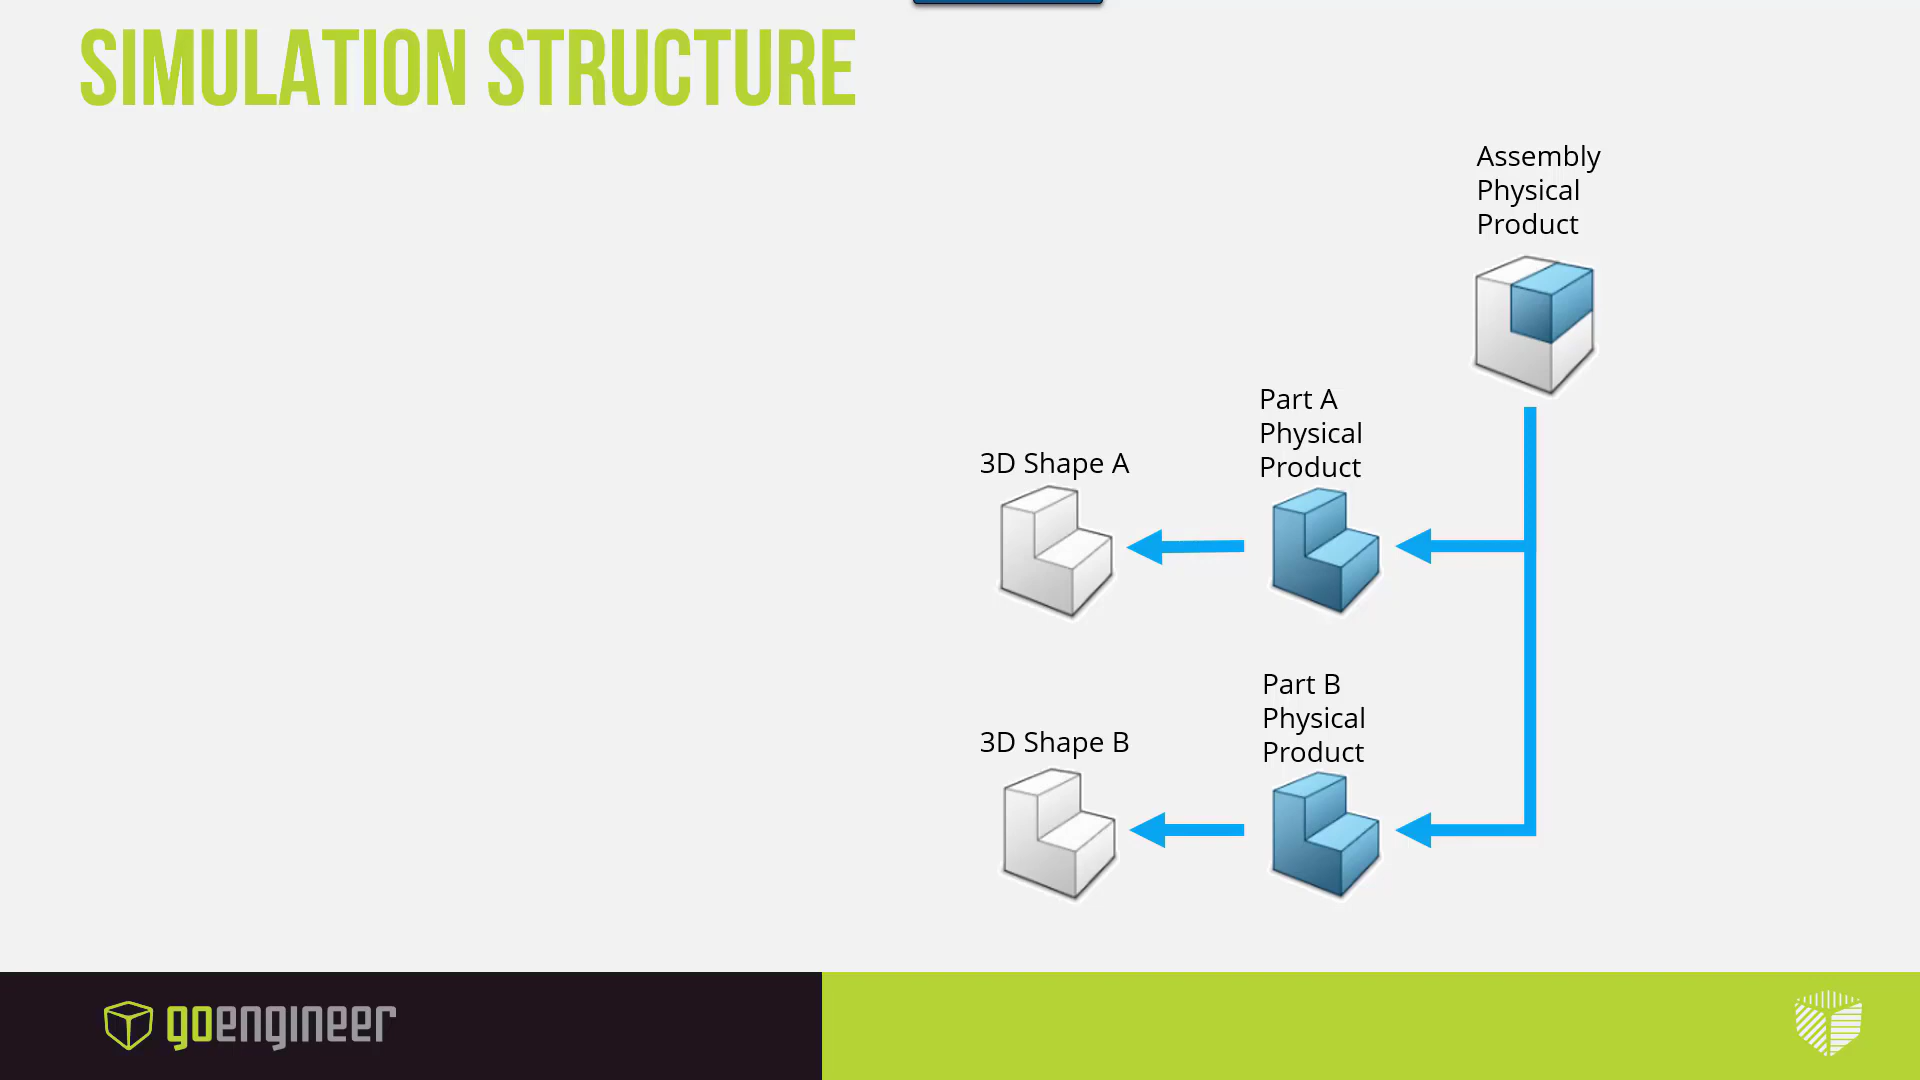 SIMULATION STRUCTURE
Assembly
Physical
Product
Part A
Physical
Product
3D Shape A
Part B
Physical
Product
3D Shape B
goengineer